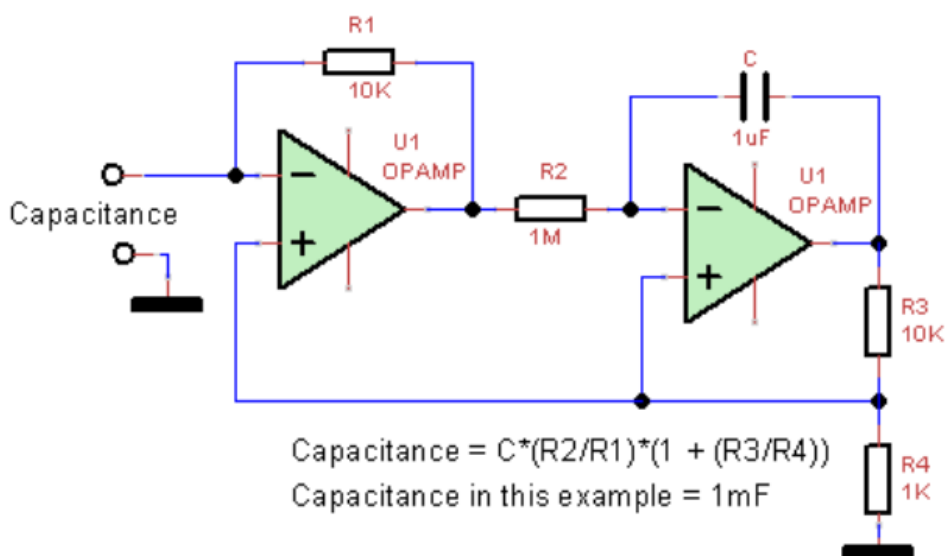 R1
10K
C
1uF
U1
OPAMP
R2
1M
U1
OPAMP
Capacitance
−
+
−
+
R3
10K
Capacitance = C*(R2/R1)*(1 + (R3/R4))
Capacitance in this example = 1mF
R4
1K